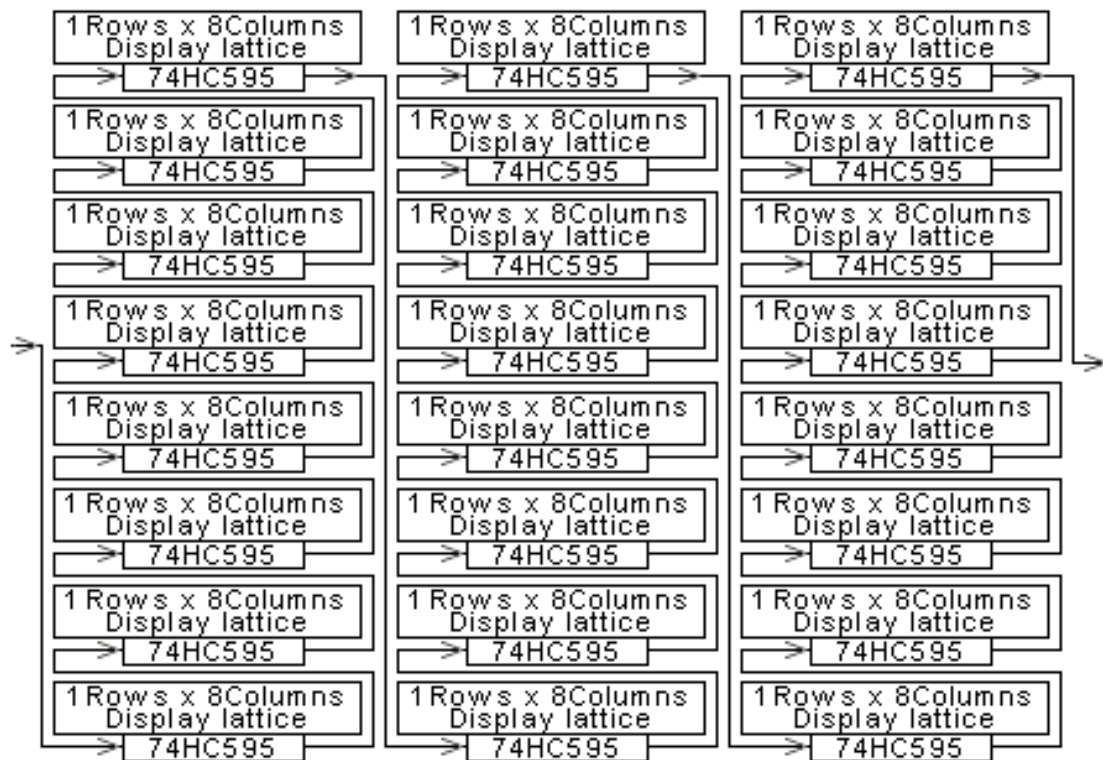 1Rows x 8Columns
Display lattice
74HC595
1Rows x 8Columns
Display lattice
74HC595
1Rows x 8Columns
Display lattice
74HC595
1Rows x 8Columns
Display lattice
74HC595
1Rows x 8Columns
Display lattice
74HC595
1Rows x 8Columns
Display lattice
74HC595
1Rows x 8Columns
Display lattice
74HC595
1Rows x 8Columns
Display lattice
74HC595
1Rows x 8Columns
Display lattice
74HC595
1Rows x 8Columns
Display lattice
74HC595
1Rows x 8Columns
Display lattice
74HC595
1Rows x 8Columns
Display lattice
74HC595
1Rows x 8Columns
Display lattice
74HC595
1Rows x 8Columns
Display lattice
74HC595
1Rows x 8Columns
Display lattice
74HC595
1Rows x 8Columns
Display lattice
74HC595
1Rows x 8Columns
Display lattice
74HC595
1Rows x 8Columns
Display lattice
74HC595
1Rows x 8Columns
Display lattice
74HC595
1Rows x 8Columns
Display lattice
74HC595
1Rows x 8Columns
Display lattice
74HC595
1Rows x 8Columns
Display lattice
74HC595
1Rows x 8Columns
Display lattice
74HC595
1Rows x 8Columns
Display lattice
74HC595